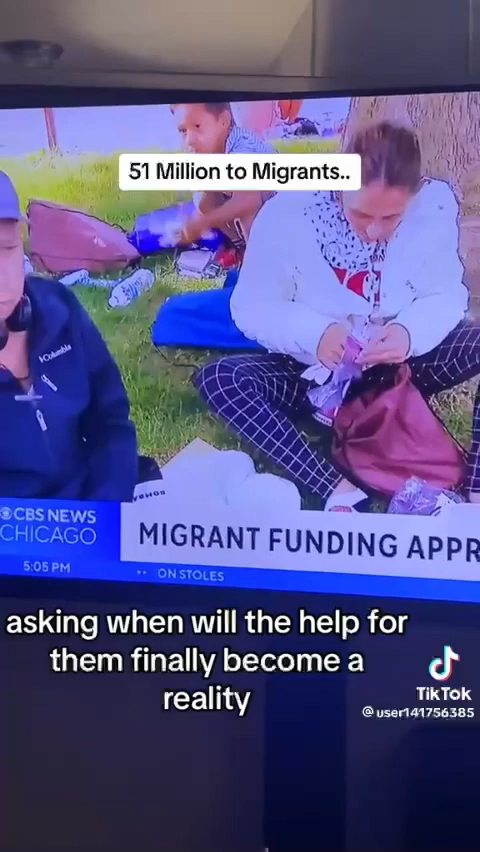 51 Million to Migrants..
Columbia
CBS NEWS
CHICAGO
MIGRANT FUNDING APPR
5:05 PM
ON STOLES
asking when will the help for
them finally become a
reality
TikTok
@user141756385